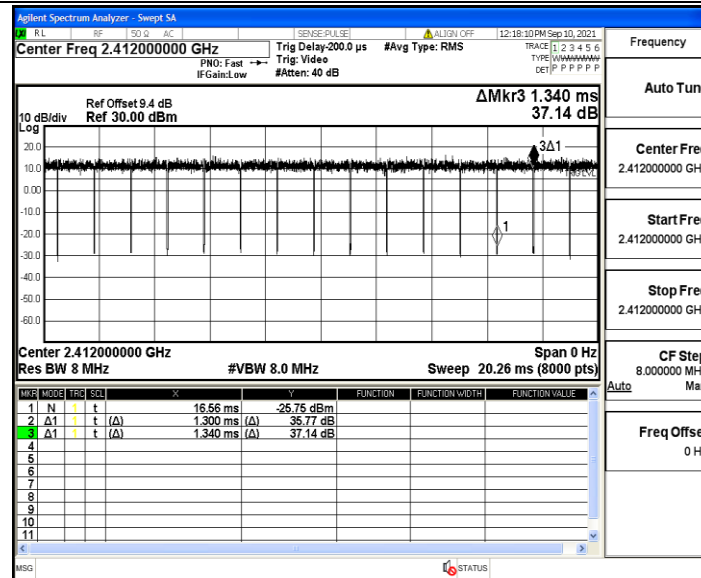 Agilent Spectrum Analyzer - Swept SA
RL RF 50 Ω AC SENSE:PULSE ALIGN OFF 12:18:10 PM Sep 10, 2021
Center Freq 2.412000000 GHz
PNO: Fast
IFGain:Low
Trig Delay-200.0 µs
Trig: Video
#Atten: 40 dB
#Avg Type: RMS
TRACE 1 2 3 4 5 6
TYPE WWWWWW
DET P P P P P P
ΔMkr3 1.340 ms
37.14 dB
10 dB/div
Log
Ref Offset 9.4 dB
Ref 30.00 dBm
20.0
10.0
0.00
-10.0
-20.0
-30.0
-40.0
-50.0
-60.0
3Δ1
TRIG LVL
1
Center 2.412000000 GHz
Span 0 Hz
Res BW 8 MHz
#VBW 8.0 MHz
Sweep 20.26 ms (8000 pts)
MKR MODE TRC SCL X Y FUNCTION FUNCTION WIDTH FUNCTION VALUE
1 N 1 t 16.56 ms -25.75 dBm
2 Δ1 1 t (Δ) 1.300 ms (Δ) 35.77 dB
3 Δ1 1 t (Δ) 1.340 ms (Δ) 37.14 dB
4
5
6
7
8
9
10
11
MSG
STATUS
Frequency
Auto Tun
Center Fre
2.412000000 GH
Start Fre
2.412000000 GH
Stop Fre
2.412000000 GH
CF Ste
8.000000 MH
Auto Ma
Freq Offse
0 H